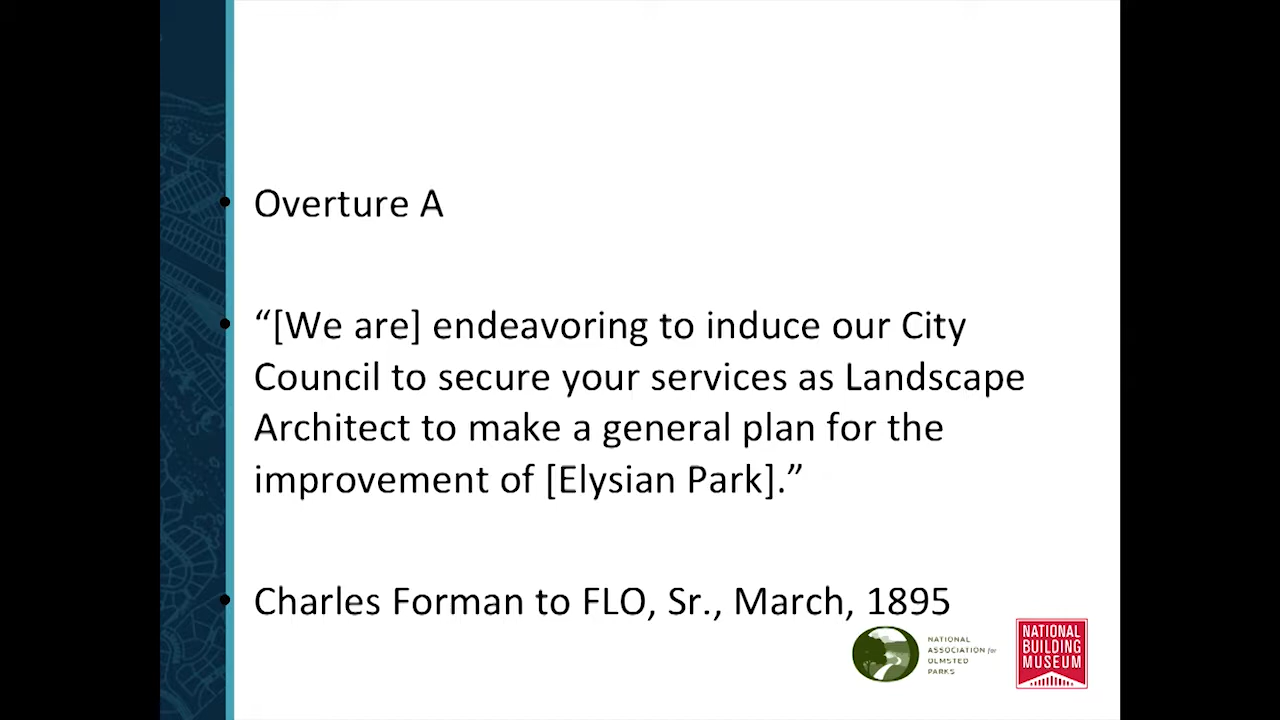 • Overture A
• “[We are] endeavoring to induce our City
Council to secure your services as Landscape
Architect to make a general plan for the
improvement of [Elysian Park].”
• Charles Forman to FLO, Sr., March, 1895
NATIONAL
ASSOCIATION for
OLMSTED
PARKS
NATIONAL
BUILDING
MUSEUM